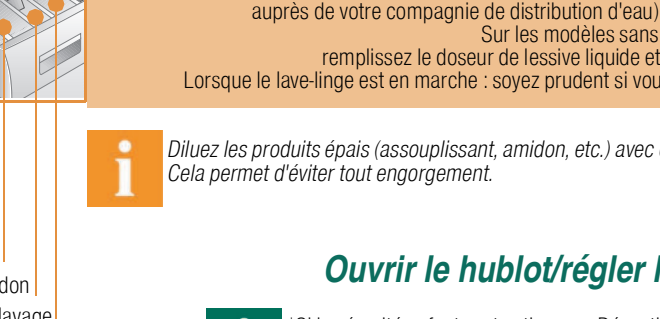 auprès de votre compagnie de distribution d'eau)
Sur les modèles sans
remplissez le doseur de lessive liquide et
Lorsque le lave-linge est en marche : soyez prudent si vou
i
Diluez les produits épais (assouplissant, amidon, etc.) avec
Cela permet d'éviter tout engorgement.
don
lavage
Ouvrir le hublot/régler l